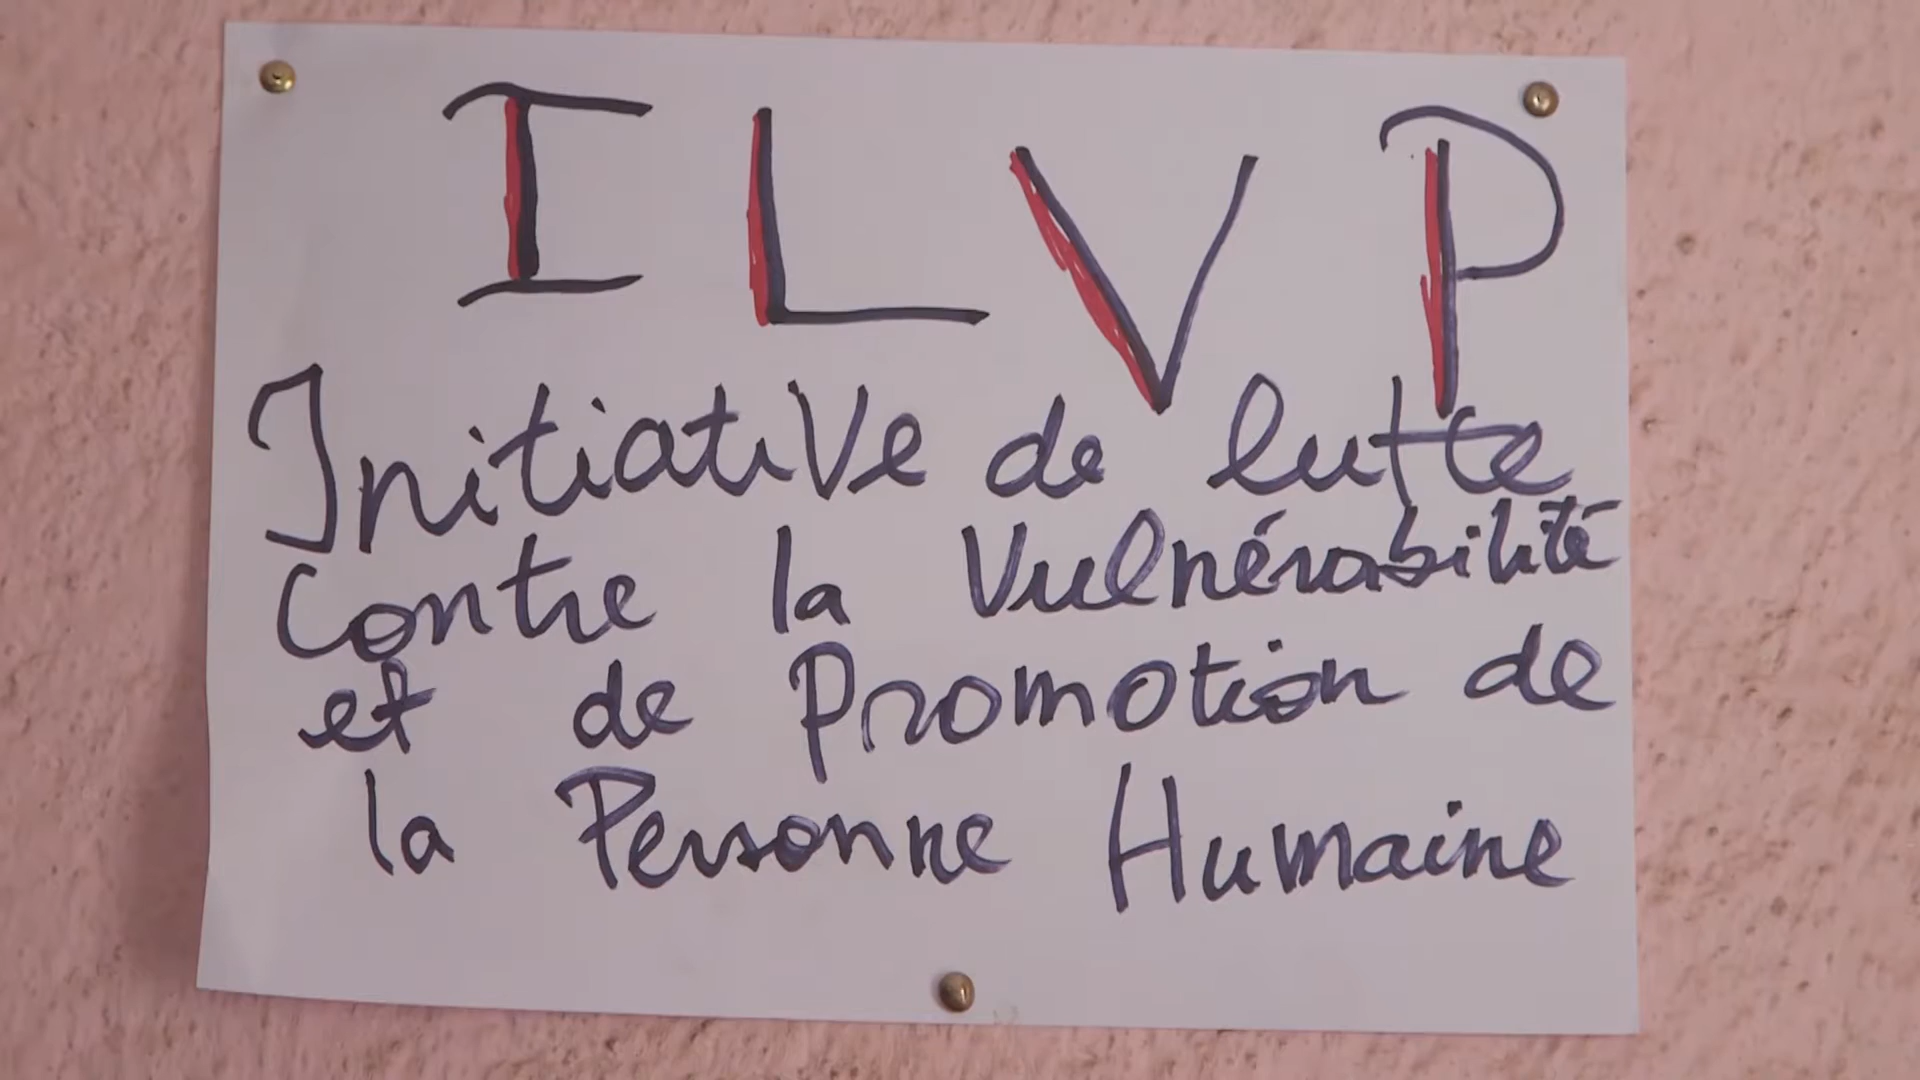 ILVP
Initiative de lutte
contre la Vulnérabilité
et de Promotion de
la Personne Humaine